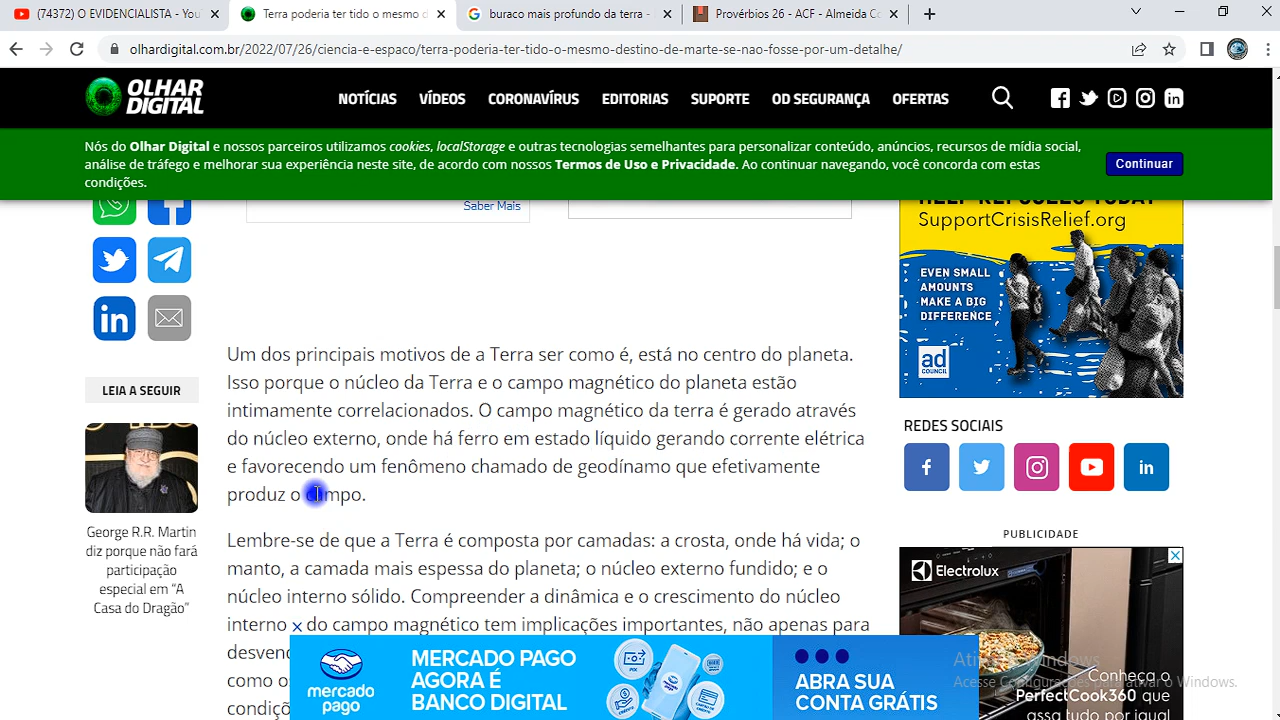 (74372) O EVIDENCIALISTA - You
Terra poderia ter tido o mesmo d
buraco mais profundo da terra -
Provérbios 26 - ACF - Almeida Co
olhardigital.com.br/2022/07/26/ciencia-e-espaco/terra-poderia-ter-tido-o-mesmo-destino-de-marte-se-nao-fosse-por-um-detalhe/
OLHAR
DIGITAL
NOTÍCIAS VÍDEOS CORONAVÍRUS EDITORIAS SUPORTE OD SEGURANÇA OFERTAS
Nós do Olhar Digital e nossos parceiros utilizamos cookies, localStorage e outras tecnologias semelhantes para personalizar conteúdo, anúncios, recursos de mídia social,
análise de tráfego e melhorar sua experiência neste site, de acordo com nossos Termos de Uso e Privacidade. Ao continuar navegando, você concorda com estas
condições.
Continuar
Saber Mais
LEIA A SEGUIR
George R.R. Martin
diz porque não fará
participação
especial em “A
Casa do Dragão”
Um dos principais motivos de a Terra ser como é, está no centro do planeta.
Isso porque o núcleo da Terra e o campo magnético do planeta estão
intimamente correlacionados. O campo magnético da terra é gerado através
do núcleo externo, onde há ferro em estado líquido gerando corrente elétrica
e favorecendo um fenômeno chamado de geodínamo que efetivamente
produz o campo.
Lembre-se de que a Terra é composta por camadas: a crosta, onde há vida; o
manto, a camada mais espessa do planeta; o núcleo externo fundido; e o
núcleo interno sólido. Compreender a dinâmica e o crescimento do núcleo
interno e do campo magnético tem implicações importantes, não apenas para
como o
SupportCrisisRelief.org
EVEN SMALL
AMOUNTS
MAKE A BIG
DIFFERENCE
ad
COUNCIL
REDES SOCIAIS
PUBLICIDADE
Electrolux
Conheça o
PerfectCook360 que
assa tudo por igual
mercado
pago
MERCADO PAGO
AGORA É
BANCO DIGITAL
PIX
ABRA SUA
CONTA GRÁTIS
Acesse Configurações para ativar o Windows.